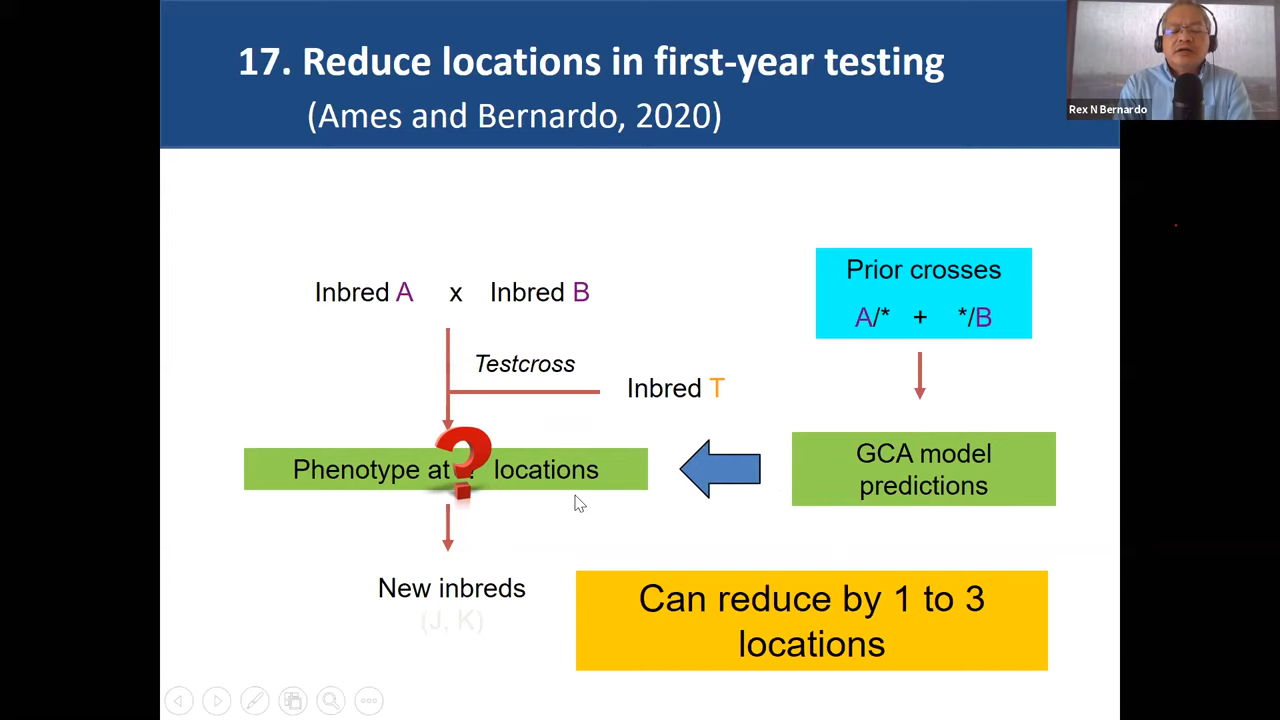 17. Reduce locations in first-year testing
(Ames and Bernardo, 2020)
Rex N Bernardo
Inbred A x Inbred B
Testcross
Inbred T
Prior crosses
A/* + */B
Phenotype at ? locations
GCA model
predictions
New inbreds
(J, K)
Can reduce by 1 to 3
locations